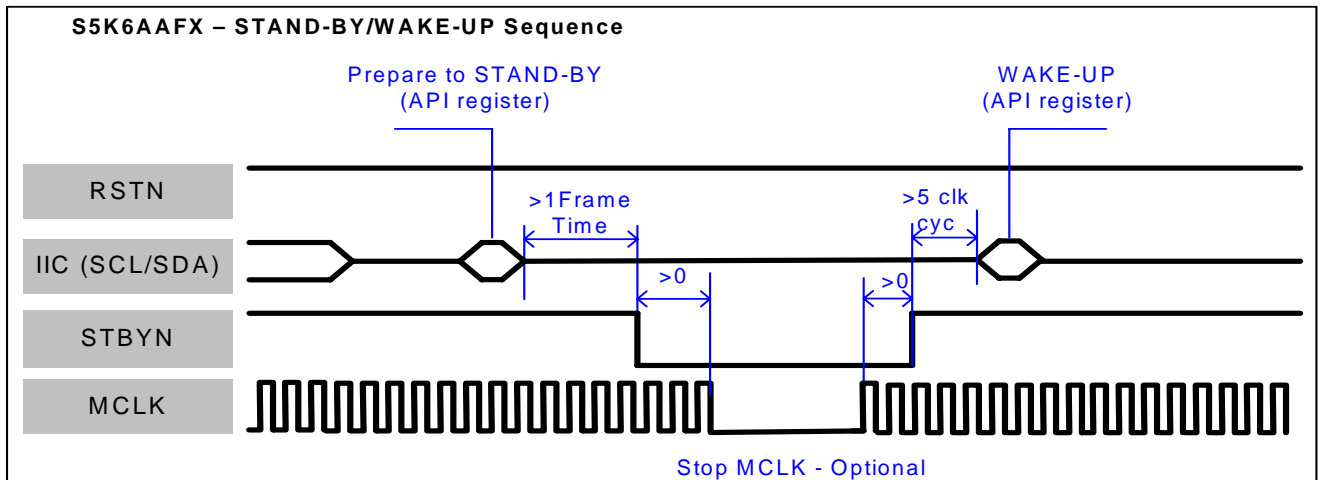 S5K6AAFX – STAND-BY/WAKE-UP Sequence
Prepare to STAND-BY
(API register)
WAKE-UP
(API register)
RSTN
>1Frame
Time
>5 clk
cyc
IIC (SCL/SDA)
>0
>0
STBYN
MCLK
Stop MCLK - Optional